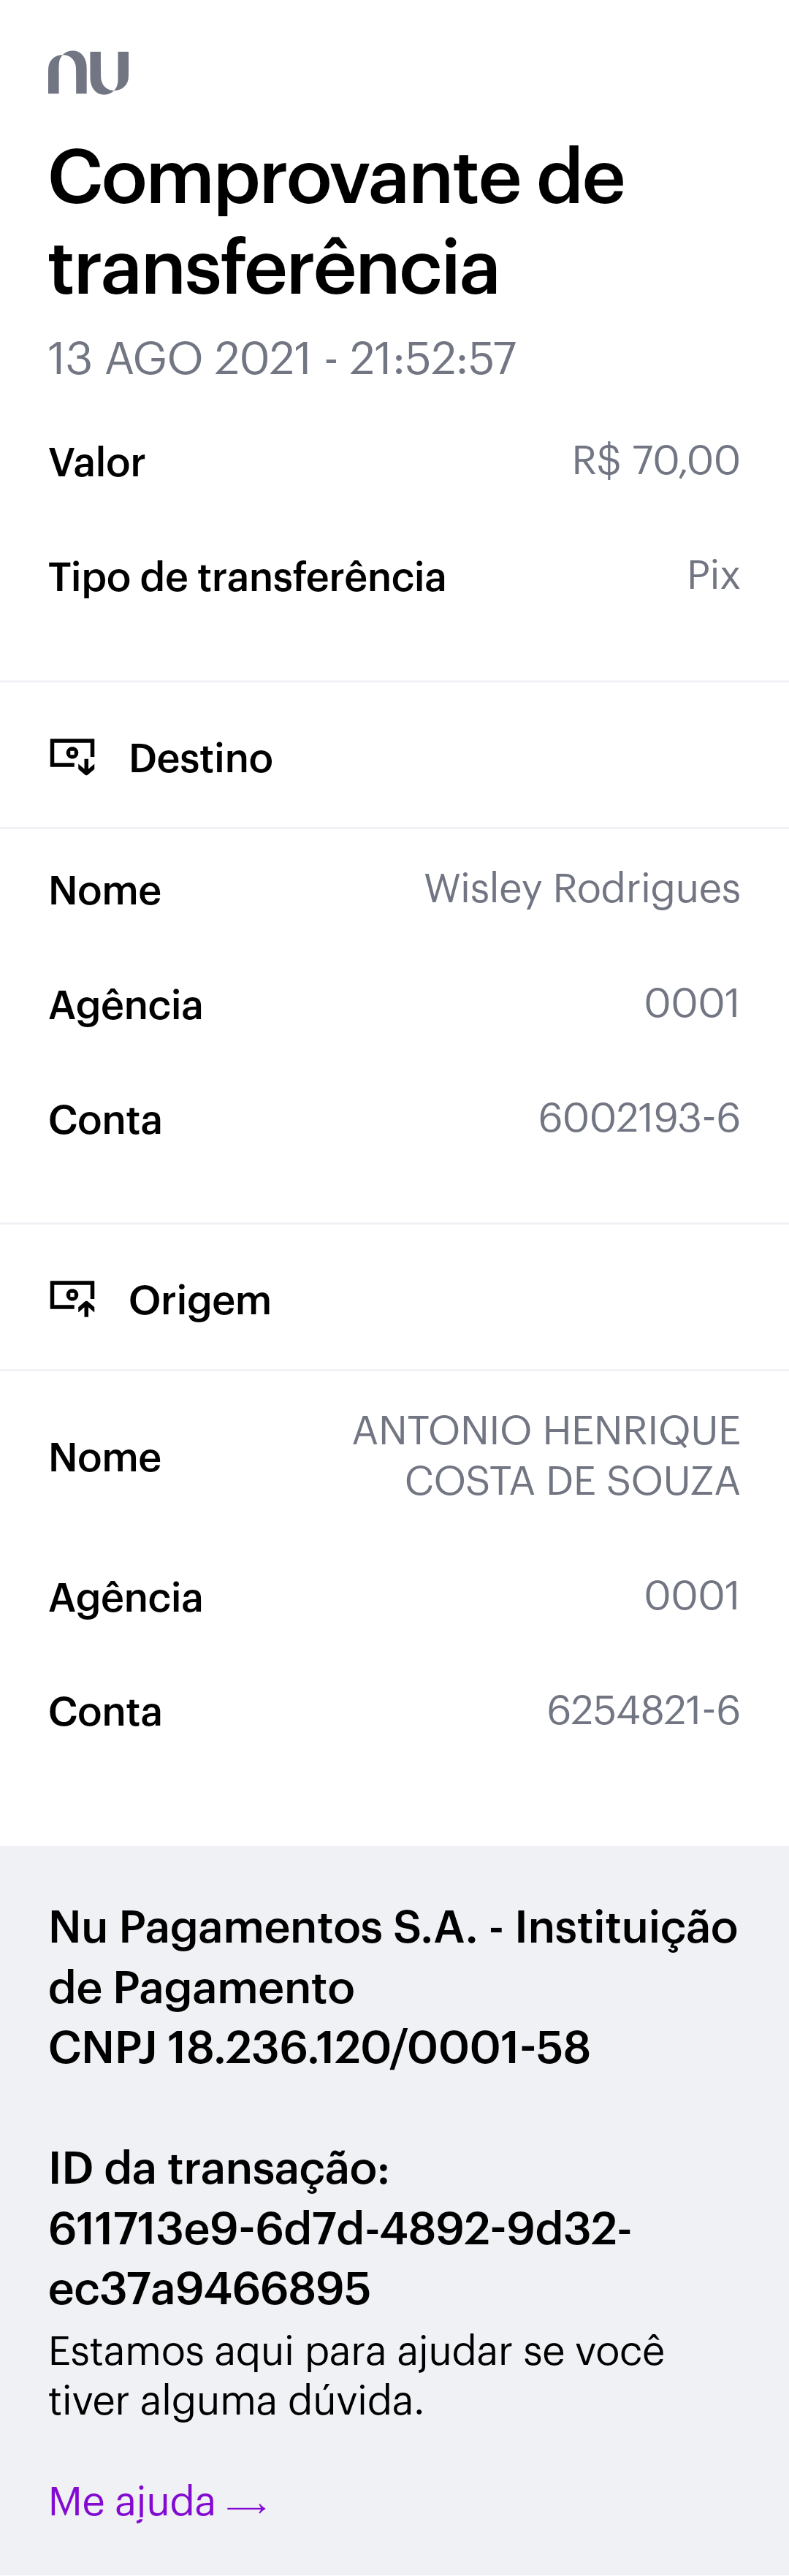 nu
Comprovante de
transferência
13 AGO 2021 - 21:52:57
Valor R$ 70,00
Tipo de transferência Pix
Destino
Nome Wisley Rodrigues
Agência 0001
Conta 6002193-6
Origem
Nome ANTONIO HENRIQUE
COSTA DE SOUZA
Agência 0001
Conta 6254821-6
Nu Pagamentos S.A. - Instituição
de Pagamento
CNPJ 18.236.120/0001-58
ID da transação:
611713e9-6d7d-4892-9d32-
ec37a9466895
Estamos aqui para ajudar se você
tiver alguma dúvida.
Me ajuda →